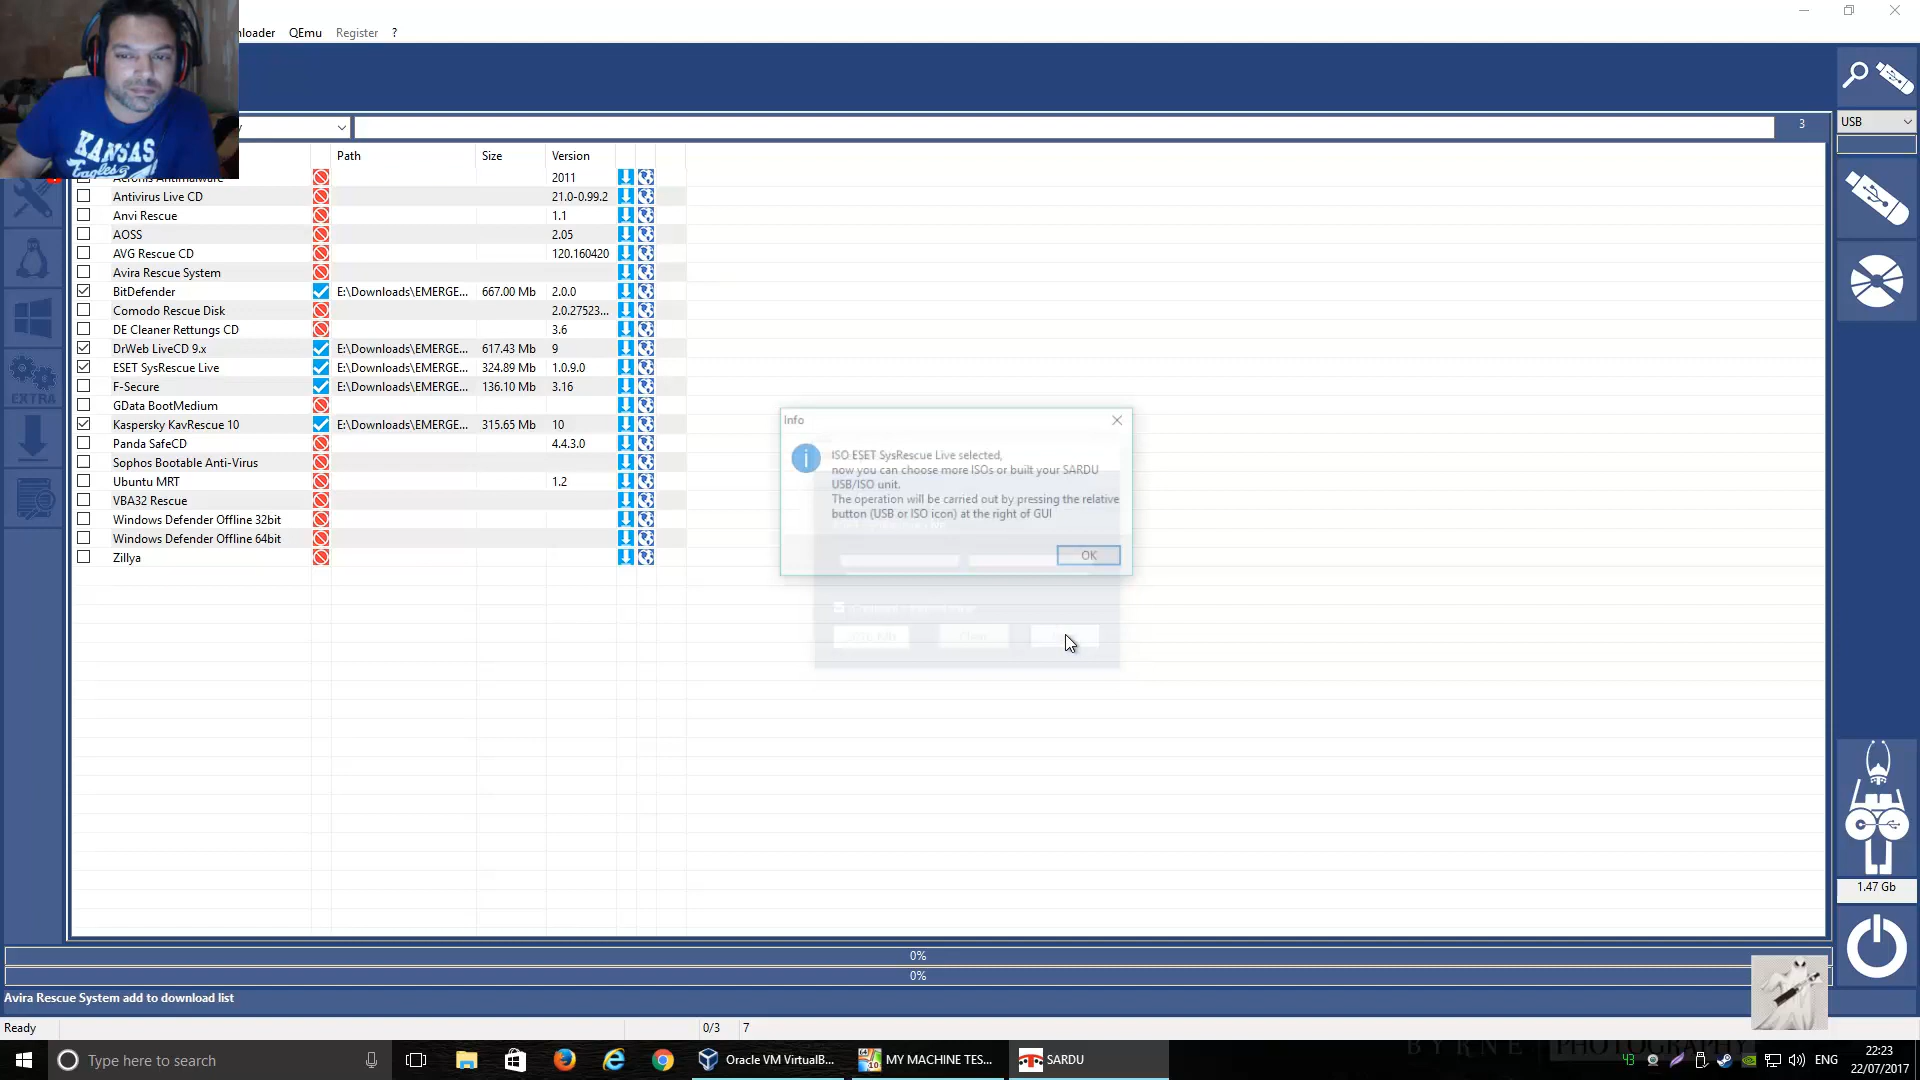 nloader QEmu Register ?
KANSAS
Eagles
3
USB
Path Size Version
2011
Antivirus Live CD 21.0-0.99.2
Anvi Rescue 1.1
AOSS 2.05
AVG Rescue CD 120.160420
Avira Rescue System
BitDefender E:\Downloads\EMERGE... 667.00 Mb 2.0.0
Comodo Rescue Disk 2.0.27523...
DE Cleaner Rettungs CD 3.6
DrWeb LiveCD 9.x E:\Downloads\EMERGE... 617.43 Mb 9
ESET SysRescue Live E:\Downloads\EMERGE... 324.89 Mb 1.0.9.0
F-Secure E:\Downloads\EMERGE... 136.10 Mb 3.16
GData BootMedium
Kaspersky KavRescue 10 E:\Downloads\EMERGE... 315.65 Mb 10
Panda SafeCD 4.4.3.0
Sophos Bootable Anti-Virus
Ubuntu MRT 1.2
VBA32 Rescue
Windows Defender Offline 32bit
Windows Defender Offline 64bit
Zillya
EXTRA
Info
ISO ESET SysRescue Live selected,
now you can choose more ISOs or built your SARDU
USB/ISO unit.
The operation will be carried out by pressing the relative
button (USB or ISO icon) at the right of GUI
OK
1.47 Gb
0%
0%
Avira Rescue System add to download list
Ready 0/3 7
BYRNE PHOTOGRAPHY
Type here to search
Oracle VM VirtualB...
MY MACHINE TES...
SARDU
43
ENG
22:23
22/07/2017